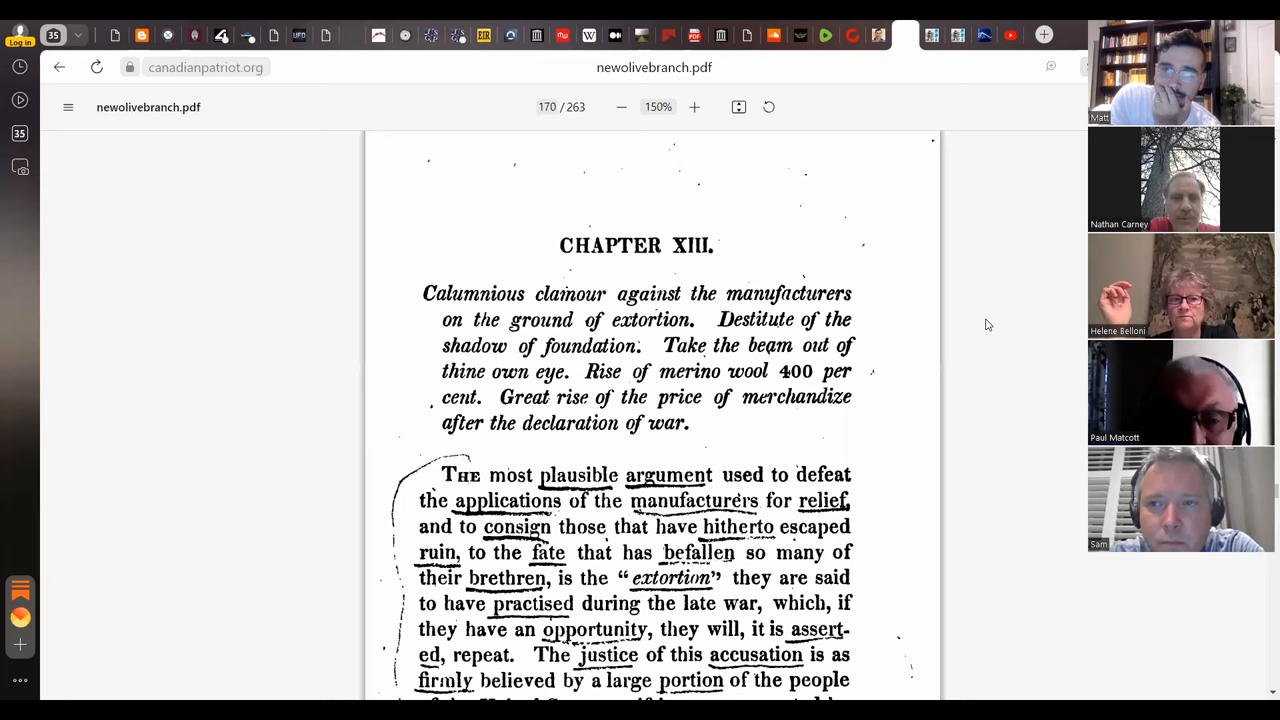 35
Log in
canadianpatriot.org
newolivebranch.pdf
newolivebranch.pdf
170 / 263
150%
35
CHAPTER XIII.
Calumnious clamour against the manufacturers
on the ground of extortion. Destitute of the
shadow of foundation. Take the beam out of
thine own eye. Rise of merino wool 400 per
cent. Great rise of the price of merchandize
after the declaration of war.
THE most plausible argument used to defeat
the applications of the manufacturers for relief,
and to consign those that have hitherto escaped
ruin, to the fate that has befallen so many of
their brethren, is the "extortion" they are said
to have practised during the late war, which, if
they have an opportunity, they will, it is assert-
ed, repeat. The justice of this accusation is as
firmly believed by a large portion of the people
Matt
Nathan Carney
Helene Belloni
Paul Matcott
Sam